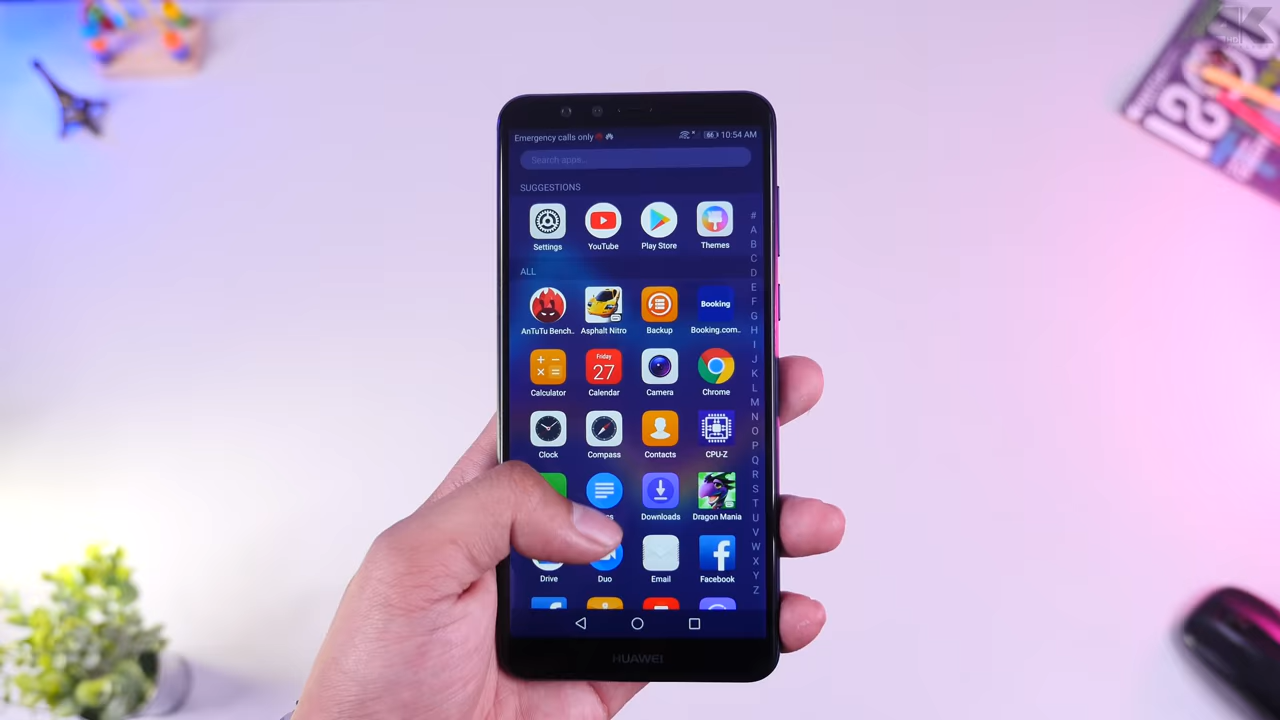 Emergency calls only
66 10:54 AM
Search apps...
SUGGESTIONS
Settings YouTube Play Store Themes
ALL
AnTuTu Bench.. Asphalt Nitro Backup Booking.com..
Booking
Calculator Calendar Camera Chrome
Friday
27
Clock Compass Contacts CPU-Z
Downloads Dragon Mania
Drive Duo Email Facebook
#
A
B
C
D
E
F
G
H
I
J
K
L
M
N
O
P
Q
R
S
T
U
V
W
X
Y
Z
HUAWEI